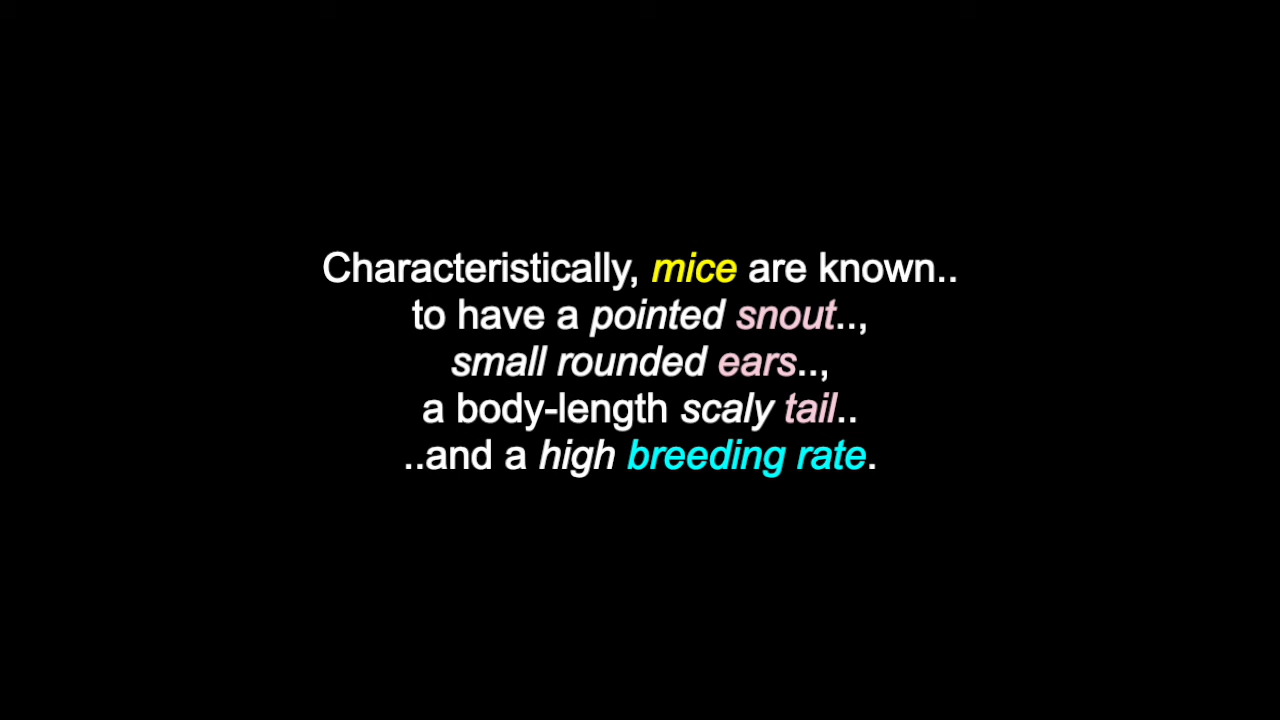 Characteristically, mice are known..
to have a pointed snout..,
small rounded ears..,
a body-length scaly tail..
..and a high breeding rate.